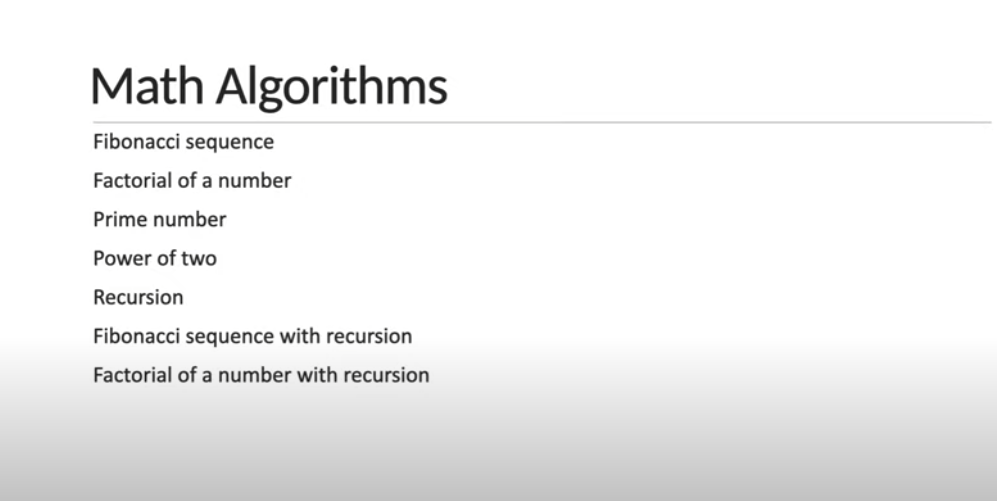 Math Algorithms
Fibonacci sequence
Factorial of a number
Prime number
Power of two
Recursion
Fibonacci sequence with recursion
Factorial of a number with recursion